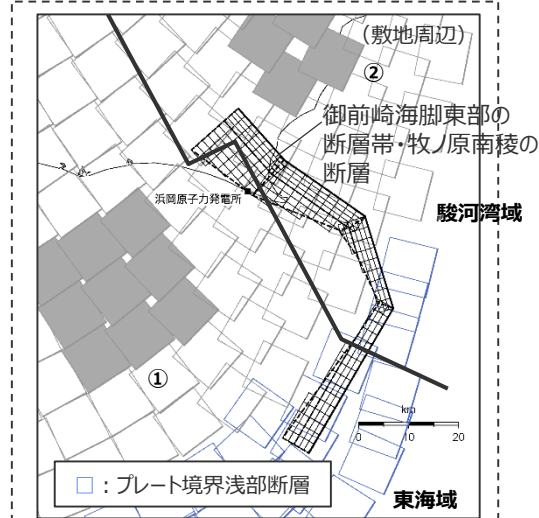 （敷地周辺）
②
御前崎海脚東部の
断層帯・牧ノ原南稜の
断層
浜岡原子力発電所
駿河湾域
①
km
0 10 20
□：プレート境界浅部断層
東海域